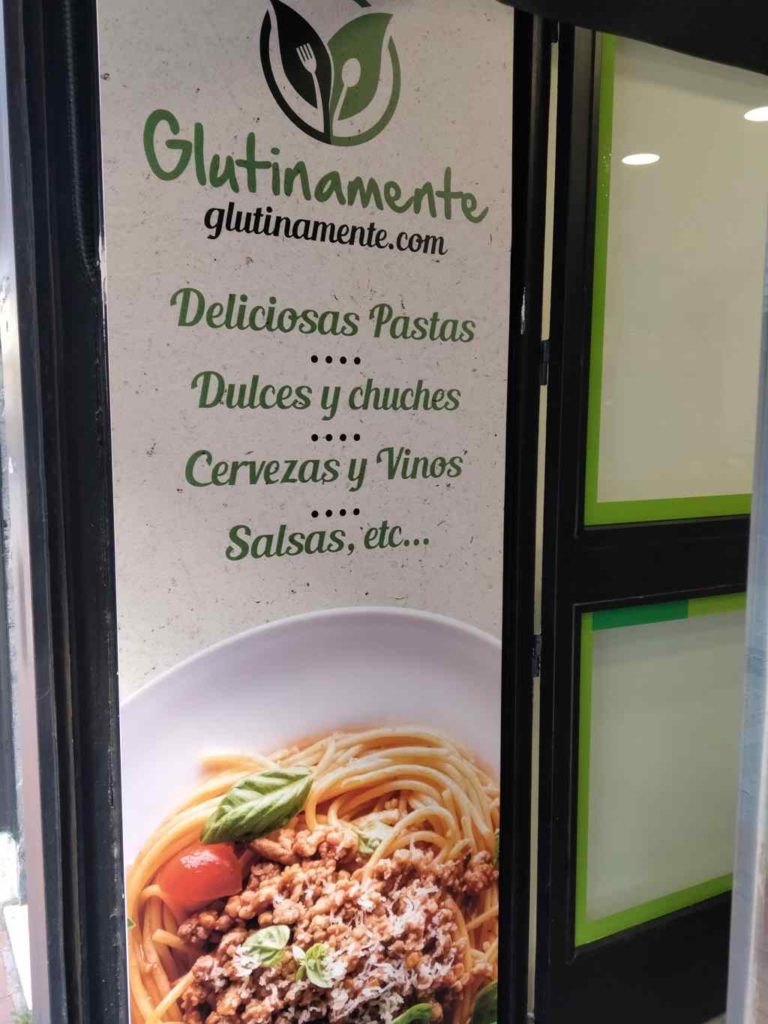 Glutinamente
glutinamente.com
Deliciosas Pastas
....
Dulces y chuches
....
Cervezas y Vinos
....
Salsas, etc...